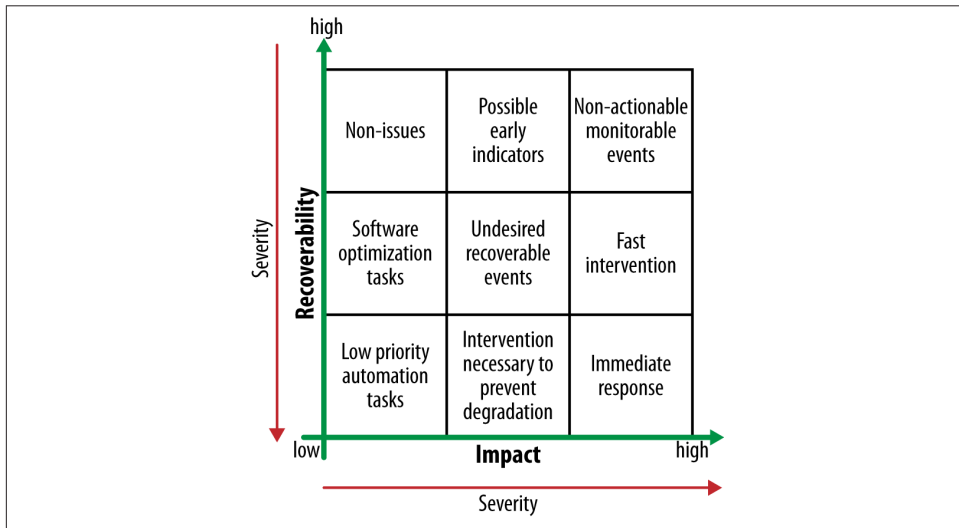 high
Non-issues
Possible
early
indicators
Non-actionable
monitorable
events
Severity
Recoverability
Software
optimization
tasks
Undesired
recoverable
events
Fast
intervention
Low priority
automation
tasks
Intervention
necessary to
prevent
degradation
Immediate
response
low
Impact
high
Severity